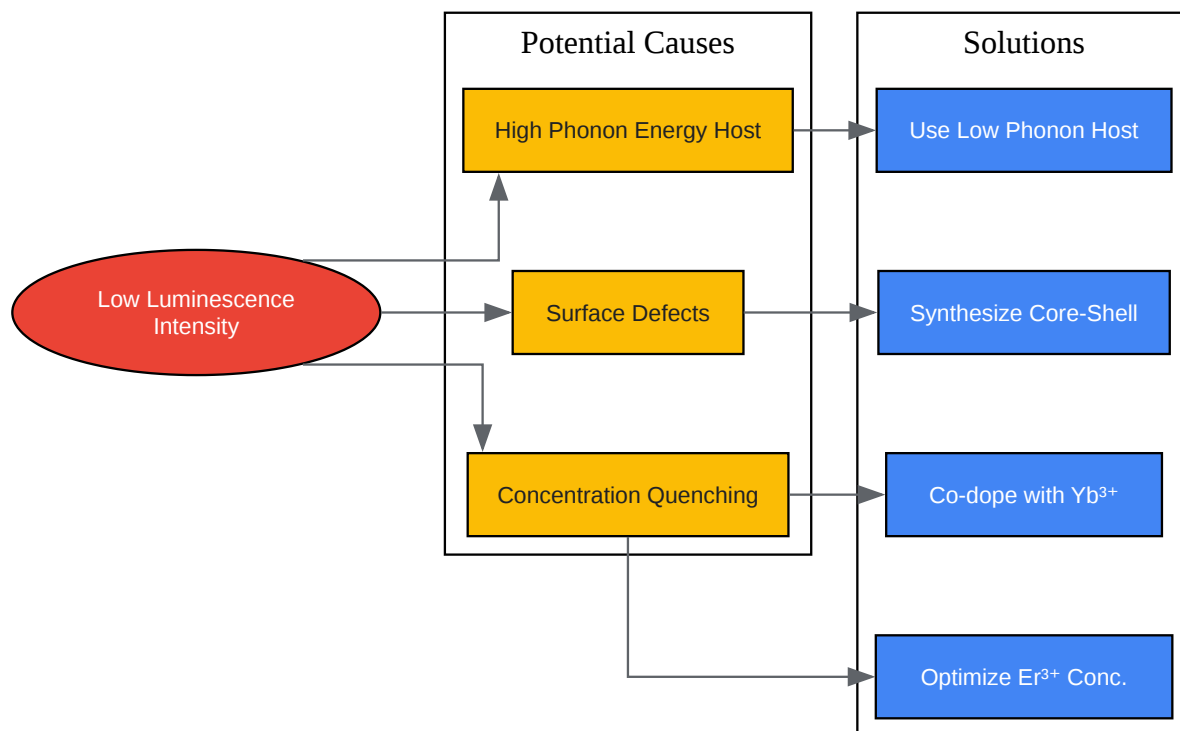 Potential Causes
Solutions
High Phonon Energy Host
Use Low Phonon Host
Low Luminescence
Intensity
Surface Defects
Synthesize Core-Shell
Concentration Quenching
Co-dope with Yb³⁺
Optimize Er³⁺ Conc.